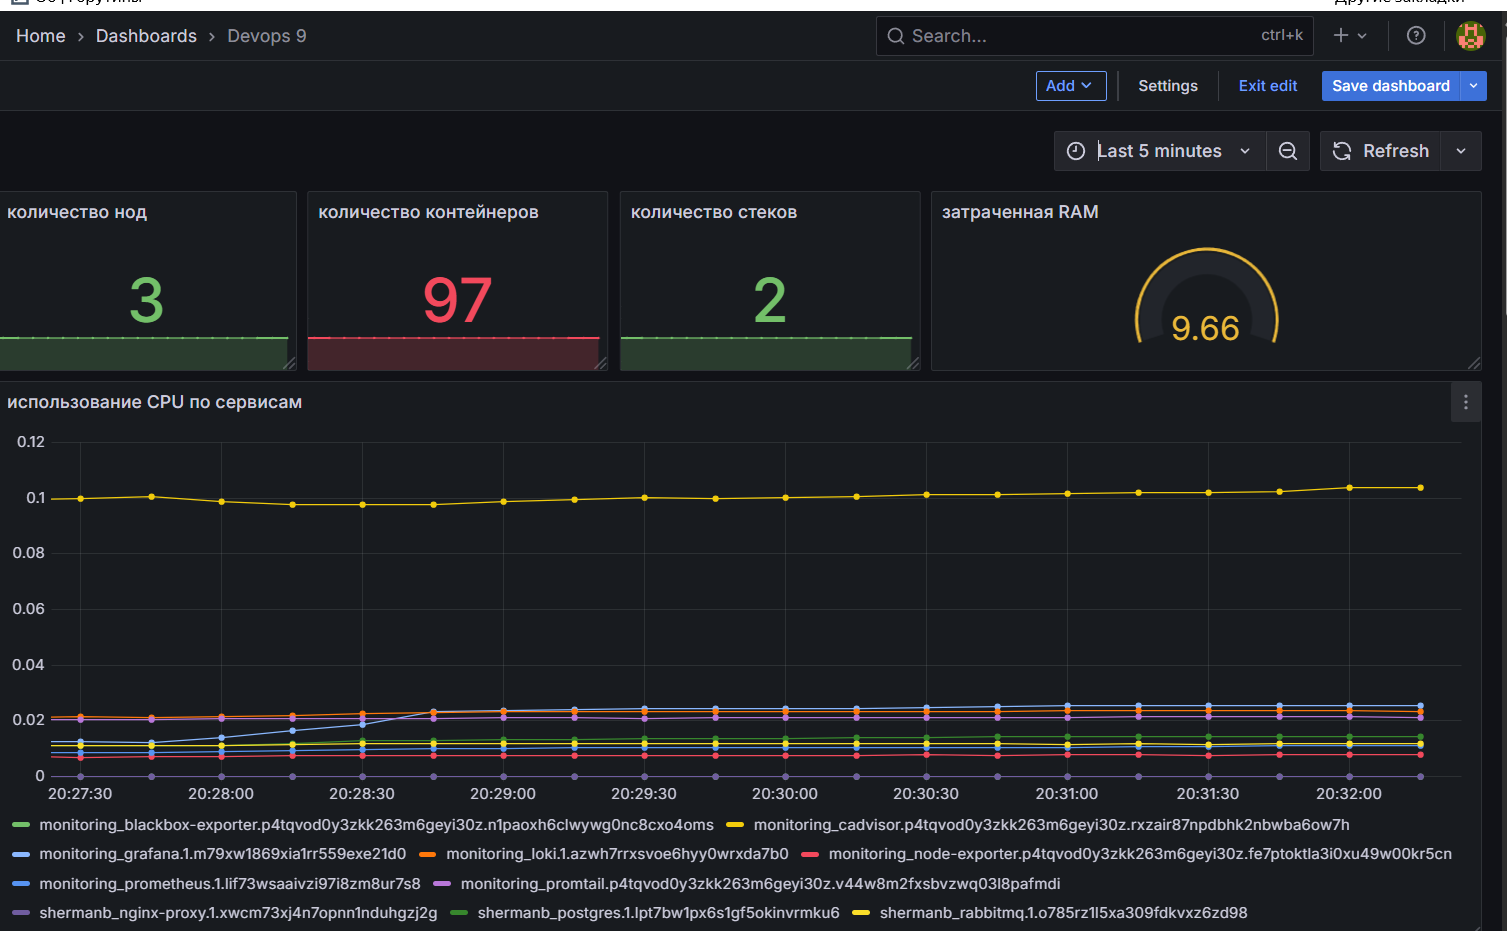 Home > Dashboards > Devops 9
Search...
ctrl+k
Add
Settings
Exit edit
Save dashboard
Last 5 minutes
Refresh
количество нод
3
количество контейнеров
97
количество стеков
2
затраченная RAM
9.66
использование CPU по сервисам
0.12
0.1
0.08
0.06
0.04
0.02
0
20:27:30 20:28:00 20:28:30 20:29:00 20:29:30 20:30:00 20:30:30 20:31:00 20:31:30 20:32:00
monitoring_blackbox-exporter.p4tqvod0y3zkk263m6geyi30z.n1paoxh6clwywg0nc8cxo4oms monitoring_cadvisor.p4tqvod0y3zkk263m6geyi30z.rxzair87npdbhk2nbwba6ow7h
monitoring_grafana.1.m79xw1869xia1rr559exe21d0 monitoring_loki.1.azwh7rrxsvoe6hyy0wrxda7b0 monitoring_node-exporter.p4tqvod0y3zkk263m6geyi30z.fe7ptoktla3i0xu49w00kr5cn
monitoring_prometheus.1.lif73wsaaivzi97i8zm8ur7s8 monitoring_promtail.p4tqvod0y3zkk263m6geyi30z.v44w8m2fxsbvzwq03l8pafmdi
shermanb_nginx-proxy.1.xwcm73xj4n7opnn1nduhgzj2g shermanb_postgres.1.lpt7bw1px6s1gf5okinvrmku6 shermanb_rabbitmq.1.o785rz1l5xa309fdkvxz6zd98